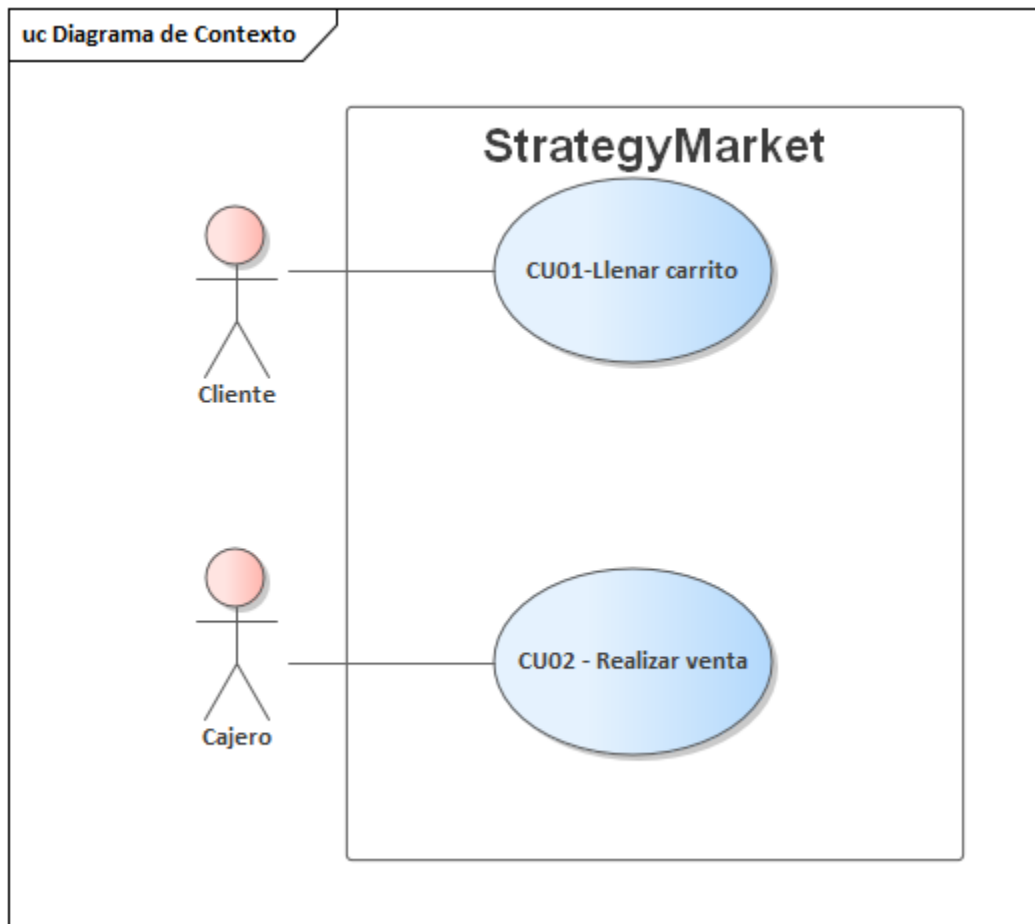 uc Diagrama de Contexto
StrategyMarket
CU01-Llenar carrito
Cliente
CU02 - Realizar venta
Cajero